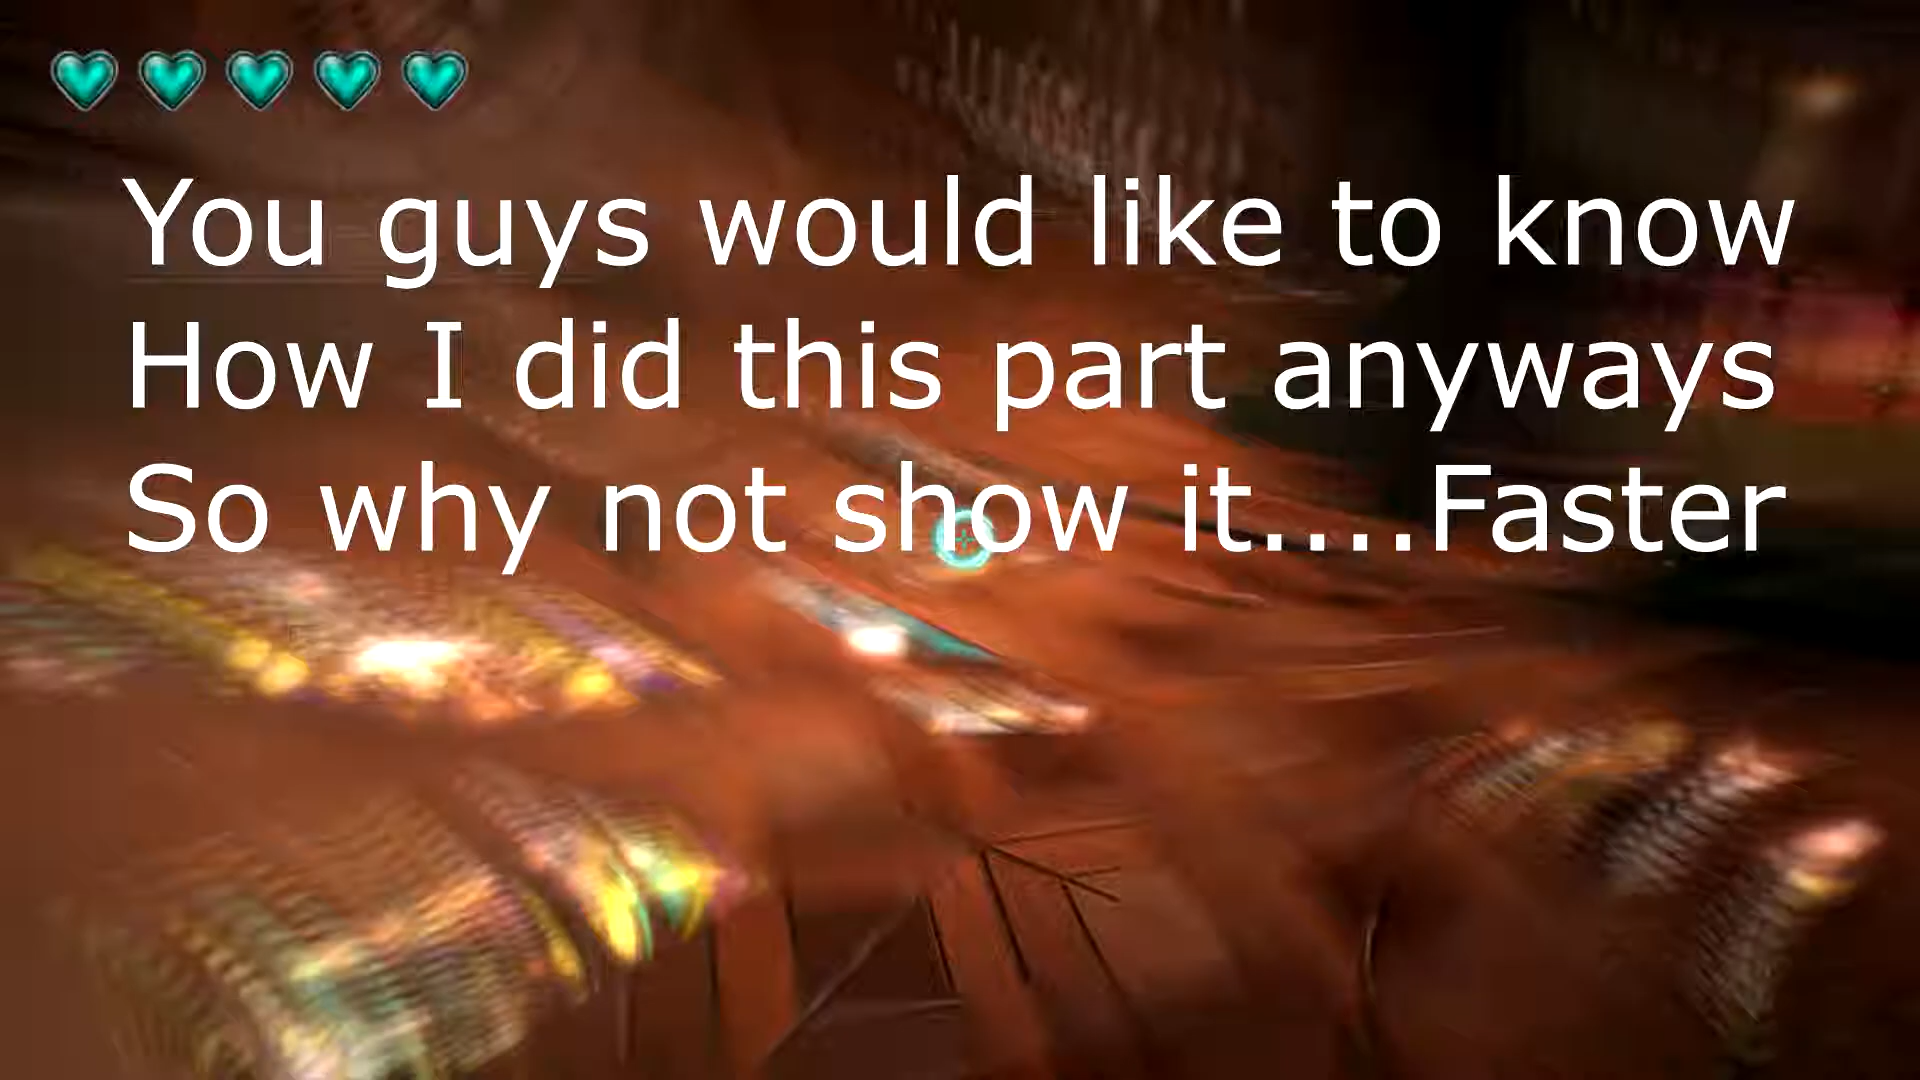 You guys would like to know
How I did this part anyways
So why not show it....Faster